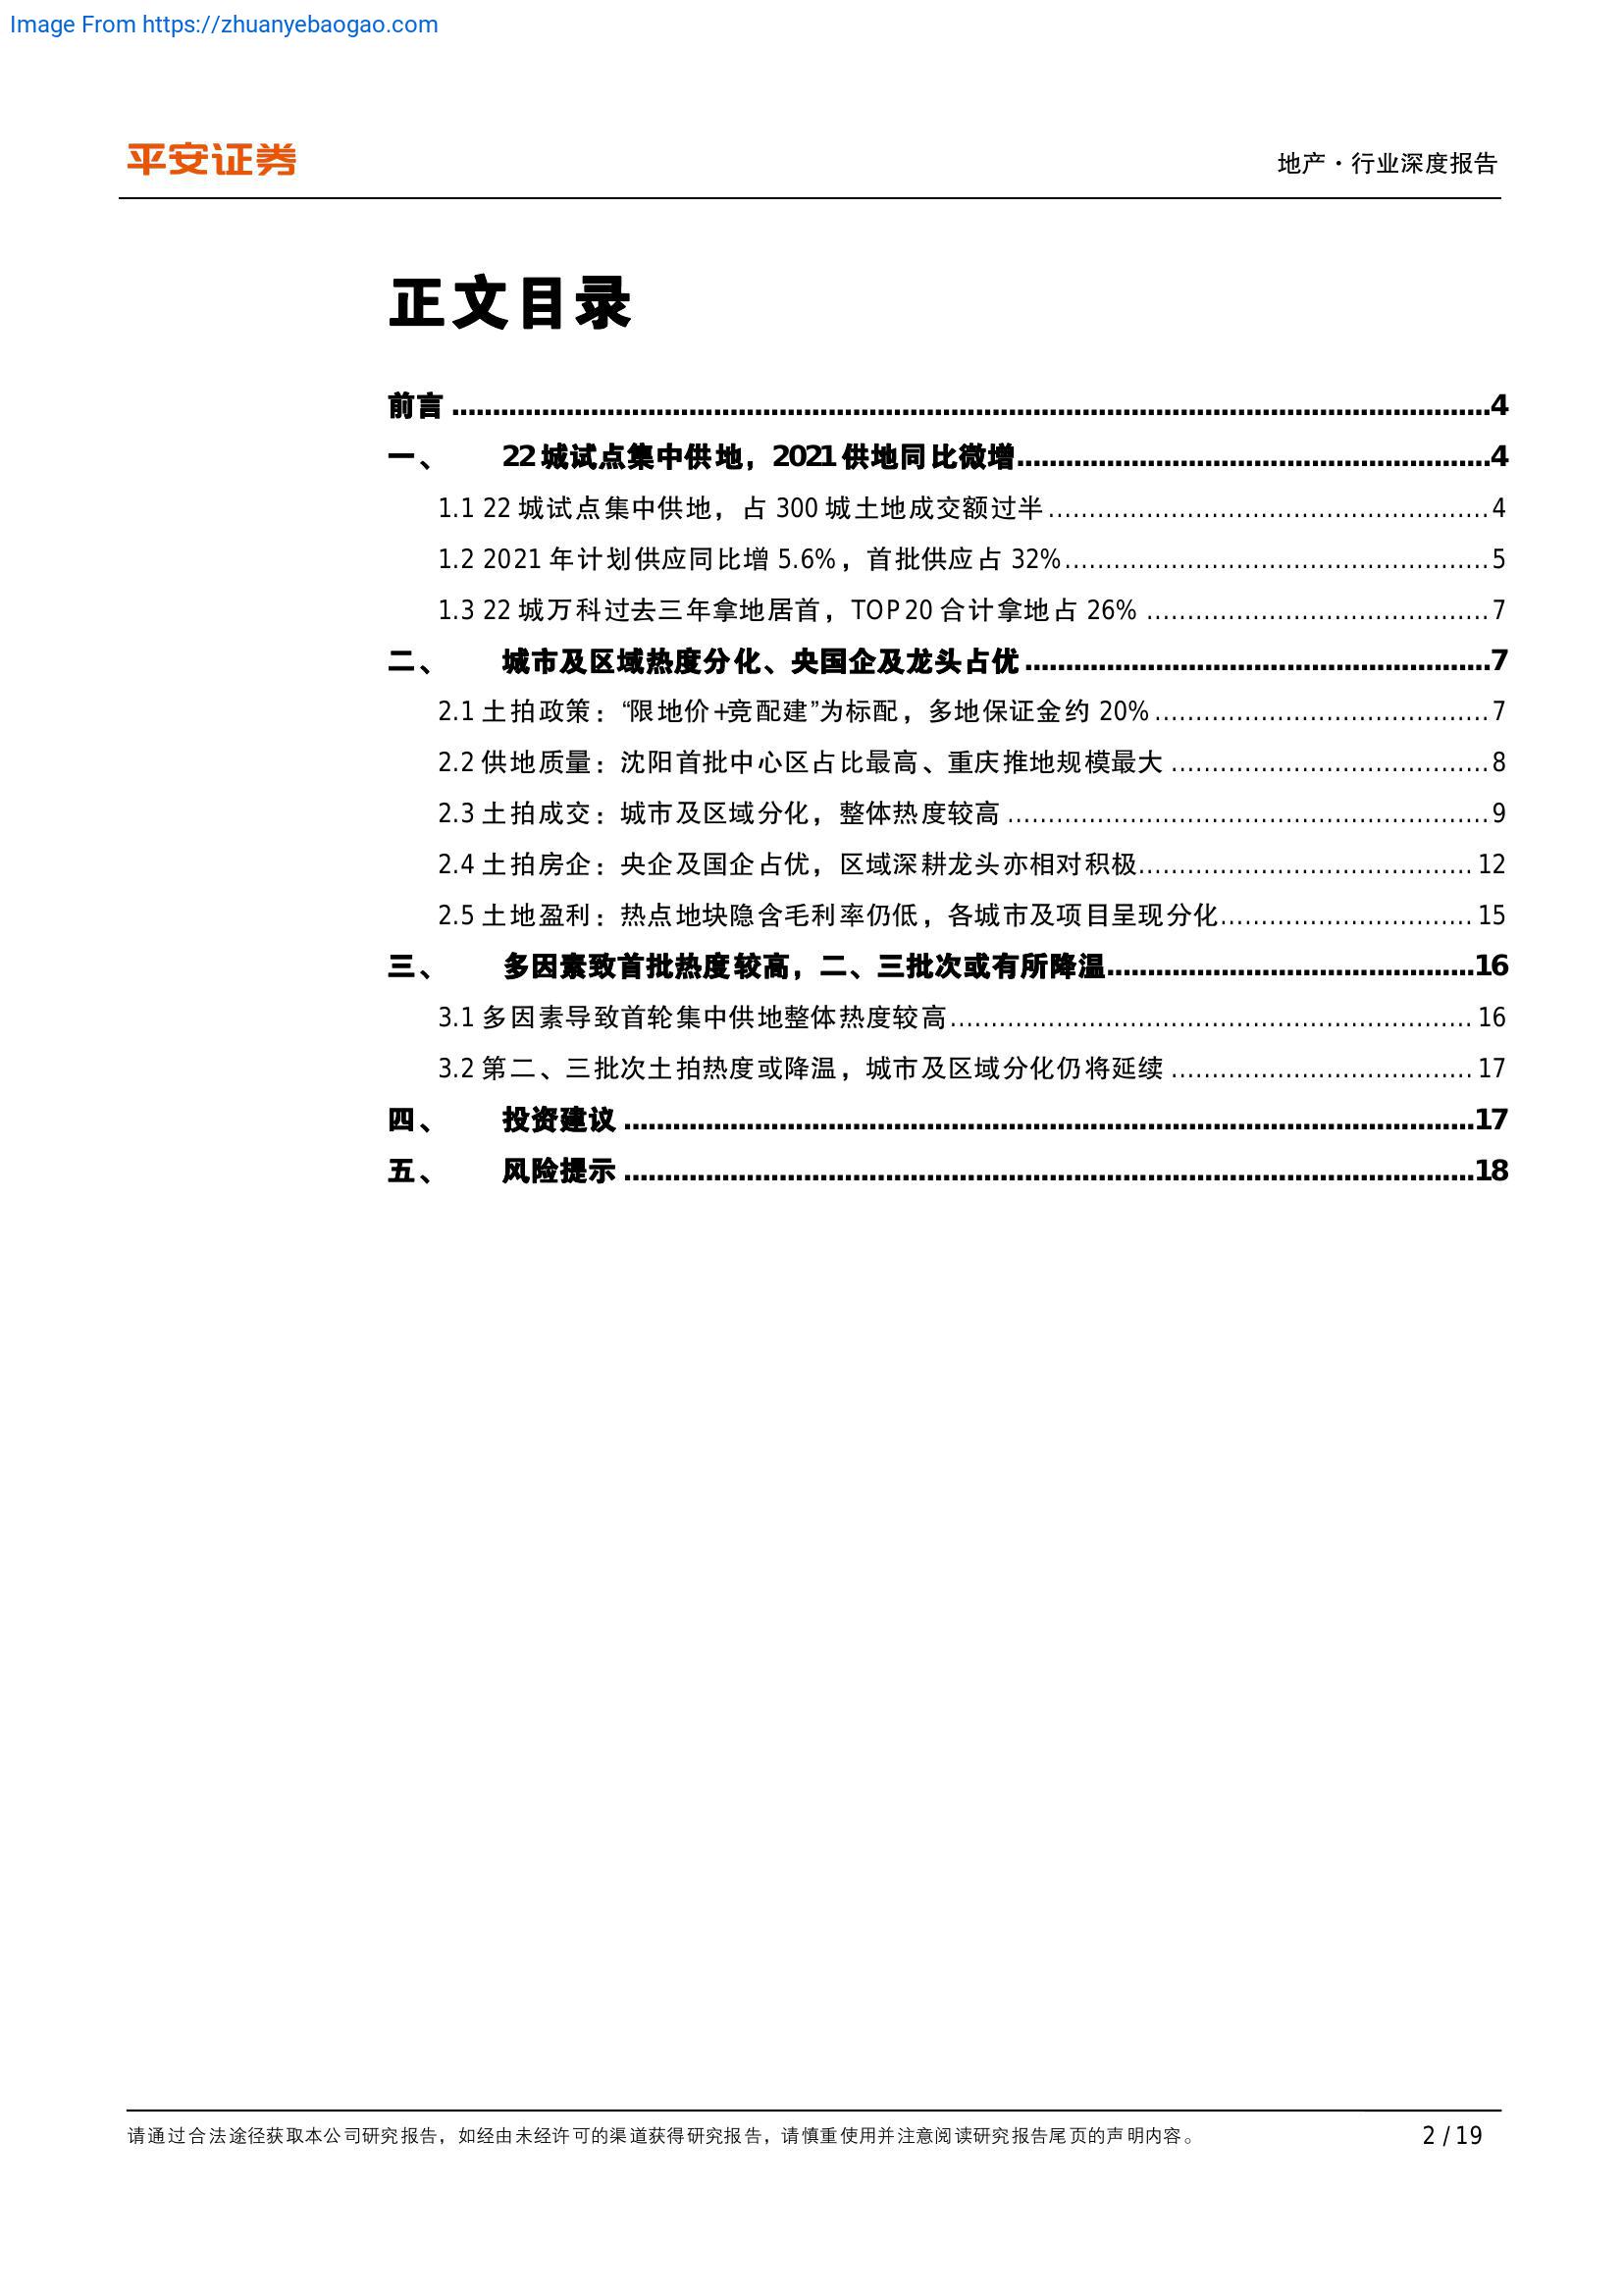 Image From https://zhuanyebaogao.com
平安证券
地产·行业深度报告
正文目录
前言 ........................................ 4
一、 22 城试点集中供地，2021 供地同比微增 ........................................ 4
1.1 22 城试点集中供地，占 300 城土地成交额过半 ........................................ 4
1.2 2021 年计划供应同比增 5.6%，首批供应占 32% ........................................ 5
1.3 22 城万科过去三年拿地居首，TOP20 合计拿地占 26% ........................................ 7
二、 城市及区域热度分化、央国企及龙头占优 ........................................ 7
2.1 土拍政策：“限地价+竞配建”为标配，多地保证金约 20% ........................................ 7
2.2 供地质量：沈阳首批中心区占比最高、重庆推地规模最大 ........................................ 8
2.3 土拍成交：城市及区域分化，整体热度较高 ........................................ 9
2.4 土拍房企：央企及国企占优，区域深耕龙头亦相对积极 ........................................ 12
2.5 土地盈利：热点地块隐含毛利率仍低，各城市及项目呈现分化 ........................................ 15
三、 多因素致首批热度较高，二、三批次或有所降温 ........................................ 16
3.1 多因素导致首轮集中供地整体热度较高 ........................................ 16
3.2 第二、三批次土拍热度或降温，城市及区域分化仍将延续 ........................................ 17
四、 投资建议 ........................................ 17
五、 风险提示 ........................................ 18
请通过合法途径获取本公司研究报告，如经由未经许可的渠道获得研究报告，请慎重使用并注意阅读研究报告尾页的声明内容。
2 / 19